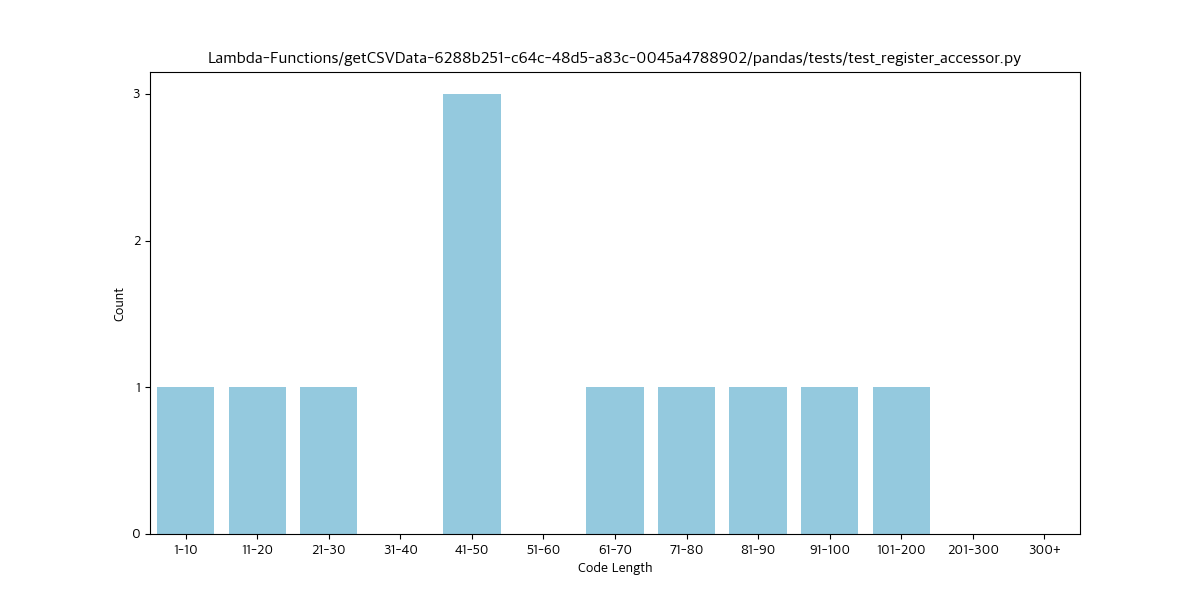 Lambda-Functions/getCSVData-6288b251-c64c-48d5-a83c-0045a4788902/pandas/tests/test_register_accessor.py
3
2
1
0
Count
1-10 11-20 21-30 31-40 41-50 51-60 61-70 71-80 81-90 91-100 101-200 201-300 300+
Code Length